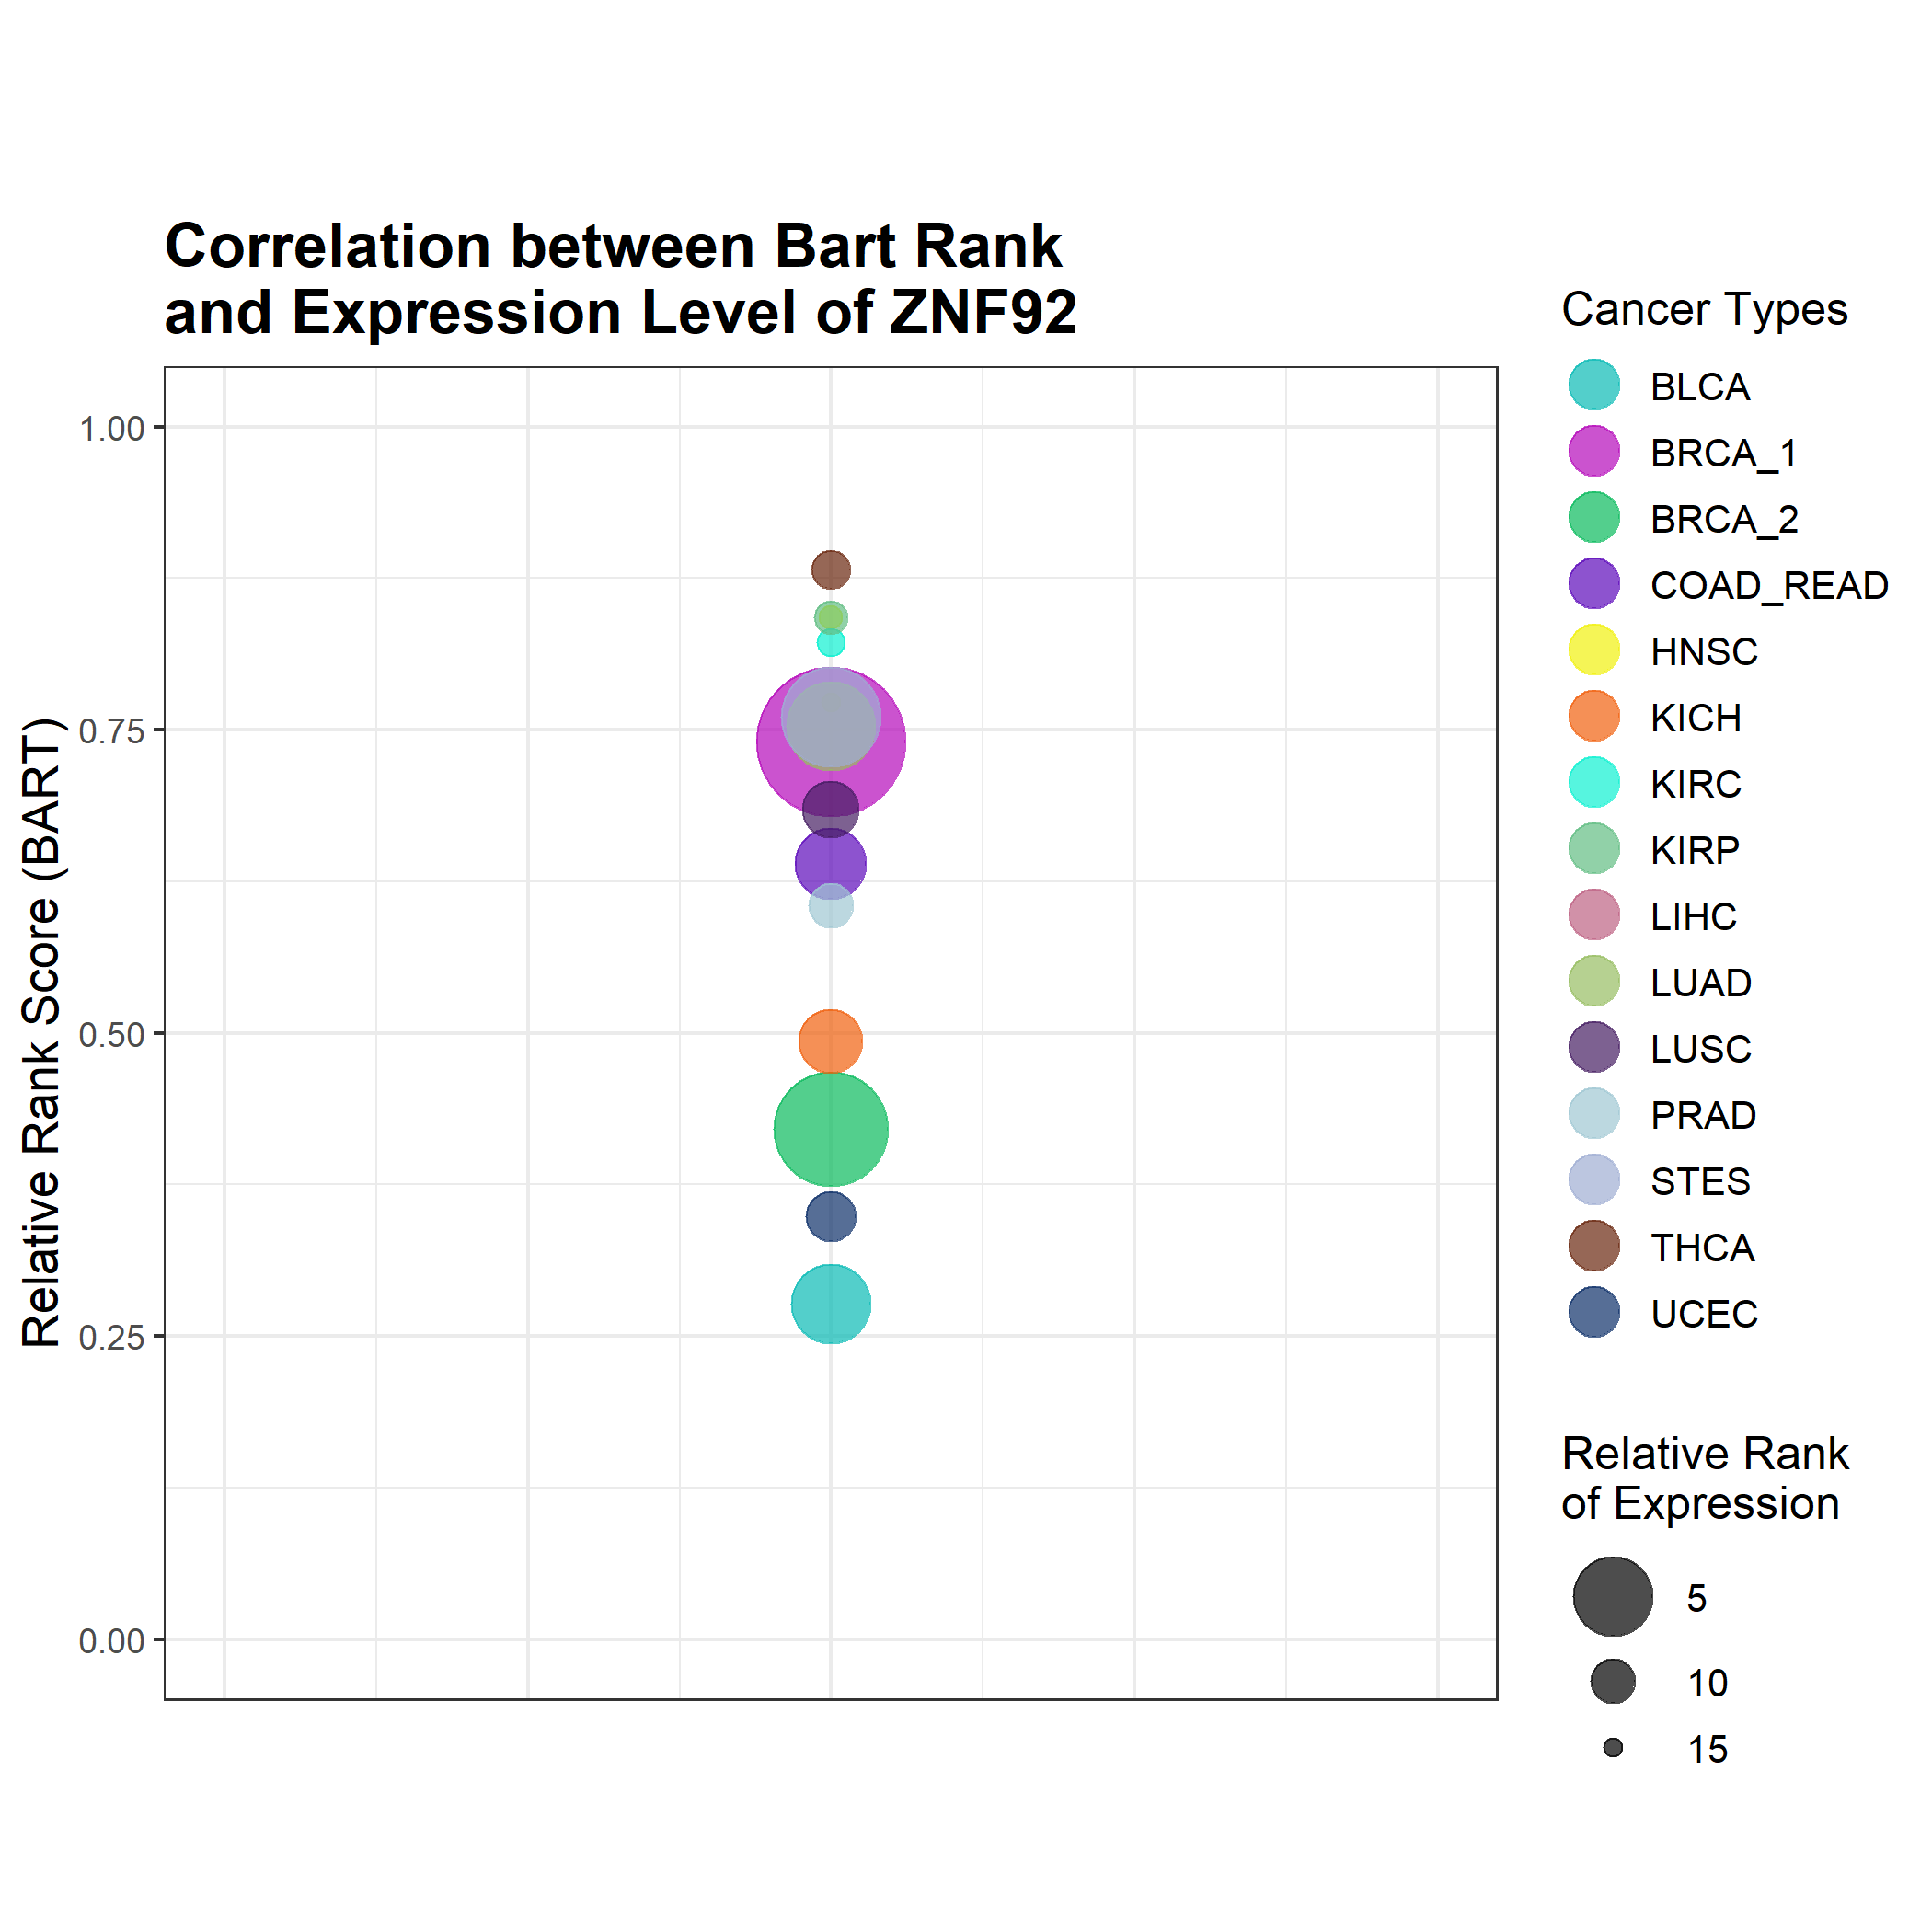 Correlation between Bart Rank
and Expression Level of ZNF92
Relative Rank Score (BART)
1.00
0.75
0.50
0.25
0.00
Cancer Types
BLCA
BRCA_1
BRCA_2
COAD_READ
HNSC
KICH
KIRC
KIRP
LIHC
LUAD
LUSC
PRAD
STES
THCA
UCEC
Relative Rank
of Expression
5
10
15